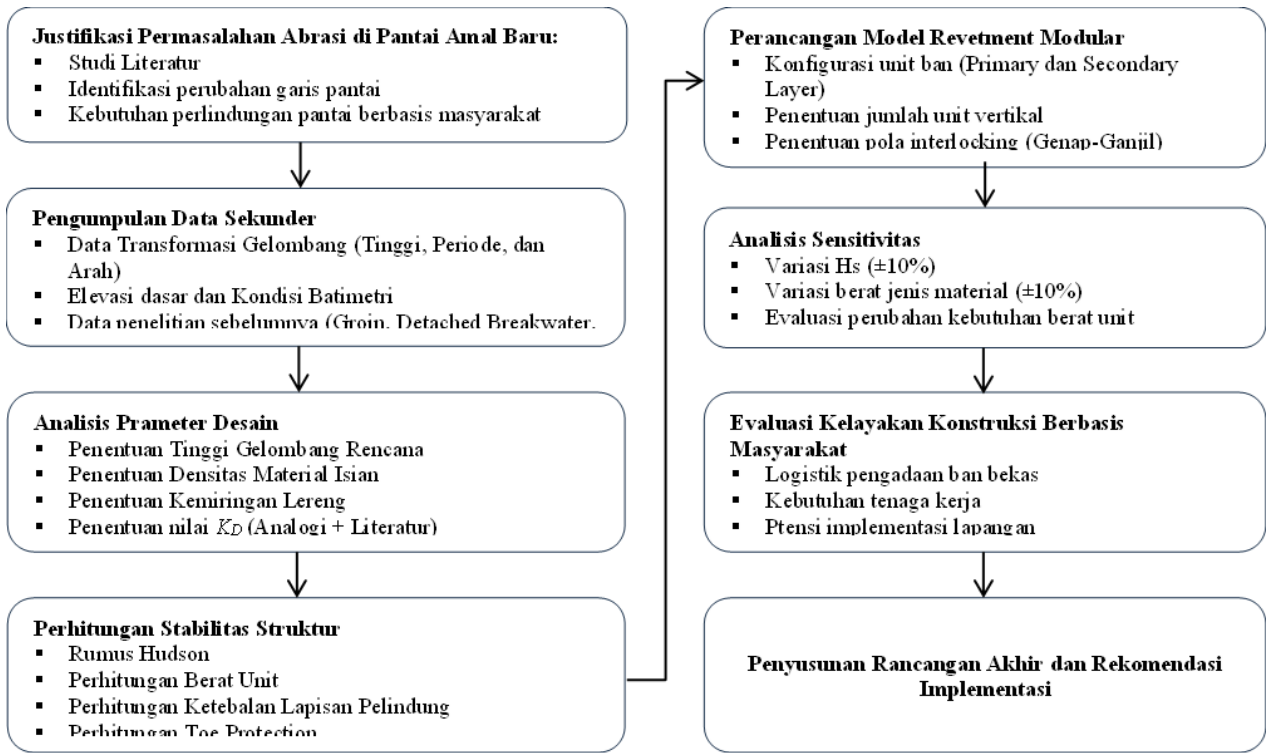 Justifikasi Permasalahan Abrasi di Pantai Amal Baru:
▪ Studi Literatur
▪ Identifikasi perubahan garis pantai
▪ Kebutuhan perlindungan pantai berbasis masyarakat
Pengumpulan Data Sekunder
▪ Data Transformasi Gelombang (Tinggi, Periode, dan
Arah)
▪ Elevasi dasar dan Kondisi Batimetri
▪ Data penelitian sebelumnya (Groin, Detached Breakwater,
Analisis Prameter Desain
▪ Penentuan Tinggi Gelombang Rencana
▪ Penentuan Densitas Material Isian
▪ Penentuan Kemiringan Lereng
▪ Penentuan nilai KD (Analogi + Literatur)
Perhitungan Stabilitas Struktur
▪ Rumus Hudson
▪ Perhitungan Berat Unit
▪ Perhitungan Ketebalan Lapisan Pelindung
▪ Perhitungan Toe Protection
Perancangan Model Revetment Modular
▪ Konfigurasi unit ban (Primary dan Secondary
Layer)
▪ Penentuan jumlah unit vertikal
▪ Penentuan pola interlocking (Genap-Ganjil)
Analisis Sensitivitas
▪ Variasi Hs (±10%)
▪ Variasi berat jenis material (±10%)
▪ Evaluasi perubahan kebutuhan berat unit
Evaluasi Kelayakan Konstruksi Berbasis
Masyarakat
▪ Logistik pengadaan ban bekas
▪ Kebutuhan tenaga kerja
▪ Ptensi implementasi lapangan
Penyusunan Rancangan Akhir dan Rekomendasi
Implementasi